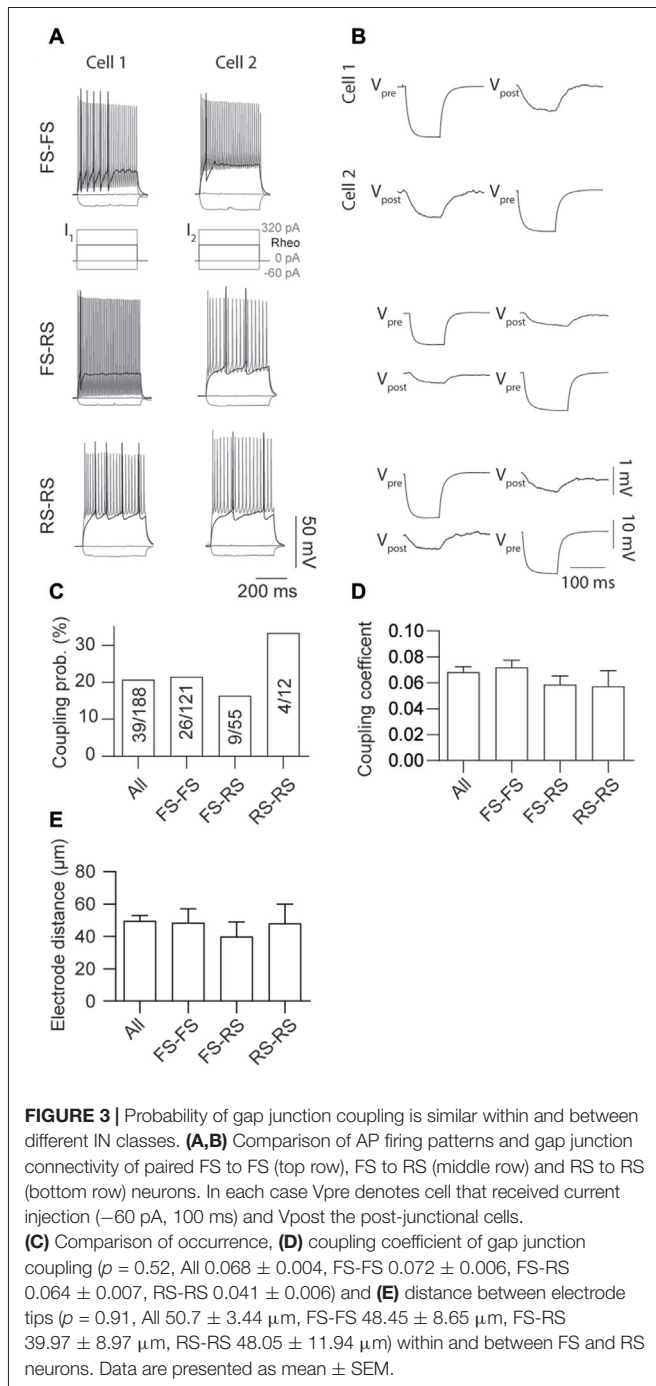 A
B
Cell 1
Cell 2
FS-FS
I1
I2
320 pA
Rheo
0 pA
-60 pA
FS-RS
RS-RS
50 mV
200 ms
Cell 1
Vpre
Vpost
Cell 2
Vpost
Vpre
Vpre
Vpost
Vpost
Vpre
Vpre
Vpost
1 mV
Vpost
Vpre
10 mV
100 ms
C
Coupling prob. (%)
30
20
10
0
39/188
26/121
9/55
4/12
All
FS-FS
FS-RS
RS-RS
D
Coupling coefficent
0.10
0.08
0.06
0.04
0.02
0.00
All
FS-FS
FS-RS
RS-RS
E
Electrode distance (μm)
80
60
40
20
0
All
FS-FS
FS-RS
RS-RS
FIGURE 3 | Probability of gap junction coupling is similar within and between
different IN classes. (A,B) Comparison of AP firing patterns and gap junction
connectivity of paired FS to FS (top row), FS to RS (middle row) and RS to RS
(bottom row) neurons. In each case Vpre denotes cell that received current
injection (−60 pA, 100 ms) and Vpost the post-junctional cells.
(C) Comparison of occurrence, (D) coupling coefficient of gap junction
coupling (p = 0.52, All 0.068 ± 0.004, FS-FS 0.072 ± 0.006, FS-RS
0.064 ± 0.007, RS-RS 0.041 ± 0.006) and (E) distance between electrode
tips (p = 0.91, All 50.7 ± 3.44 μm, FS-FS 48.45 ± 8.65 μm, FS-RS
39.97 ± 8.97 μm, RS-RS 48.05 ± 11.94 μm) within and between FS and RS
neurons. Data are presented as mean ± SEM.